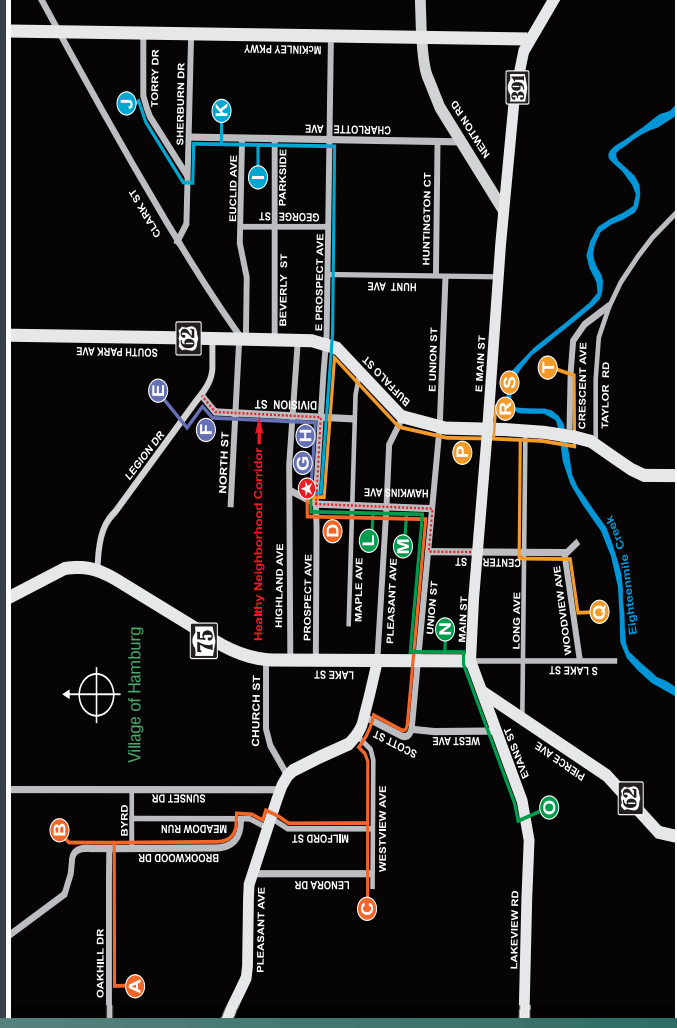 TORRY DR
SHERBURN DR
McKINLEY PKWY
J
K
CHARLOTTE AVE
391
NEWTON RD
CLARK ST
EUCLID AVE
I
PARKSIDE
GEORGE ST
HUNTINGTON CT
BEVERLY ST
E PROSPECT AVE
HUNT AVE
SOUTH PARK AVE
62
BUFFALO ST
E UNION ST
E MAIN ST
CRESCENT AVE
TAYLOR RD
E
F
LEGION DR
NORTH ST
DIVISION ST
G
H
Healthy Neighborhood Corridor
HAWKINS AVE
P
R
S
T
D
L
M
HIGHLAND AVE
PROSPECT AVE
MAPLE AVE
PLEASANT AVE
UNION ST
MAIN ST
CENTER ST
LONG AVE
WOODVIEW AVE
Q
Eighteenmile Creek
75
Village of Hamburg
LAKE ST
N
S LAKE ST
CHURCH ST
SCOTT ST
WEST AVE
EVANS ST
PIERCE AVE
62
SUNSET DR
BYRD
MEADOW RUN
BROOKWOOD DR
MILFORD ST
WESTVIEW AVE
LENORA DR
B
C
O
A
OAKHILL DR
PLEASANT AVE
LAKEVIEW RD